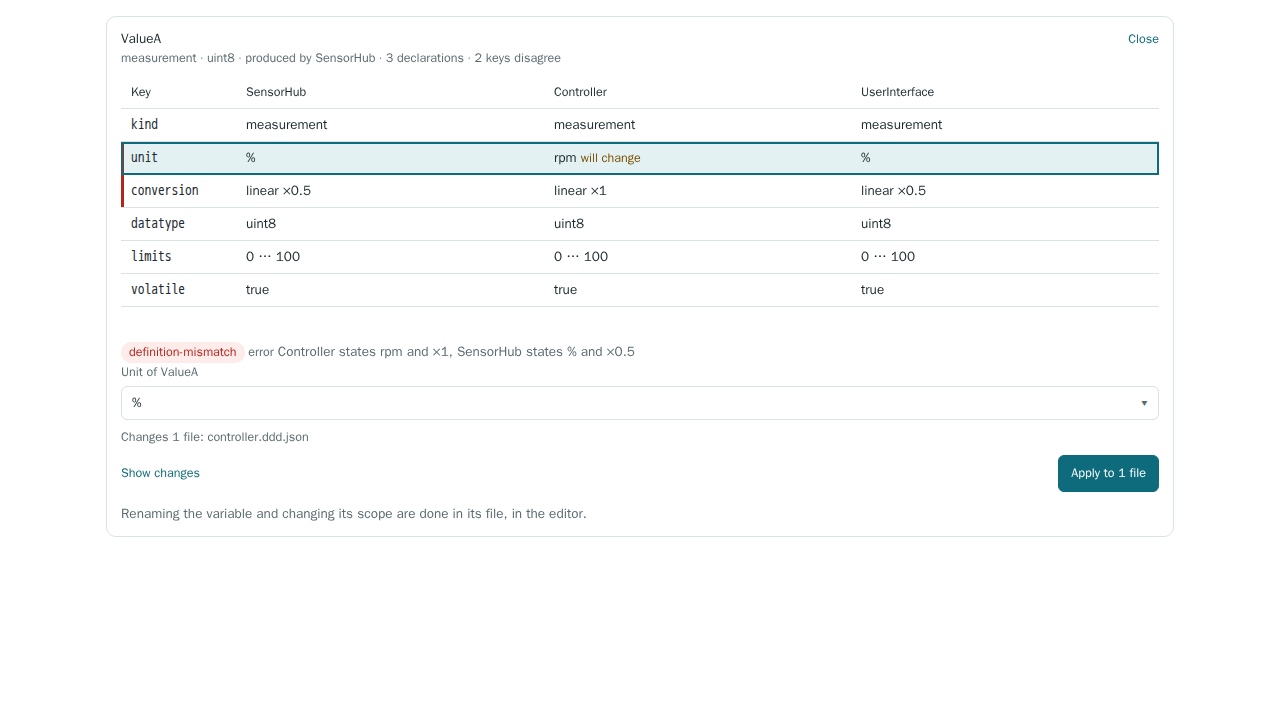 ValueA
Close
measurement · uint8 · produced by SensorHub · 3 declarations · 2 keys disagree
Key SensorHub Controller UserInterface
kind measurement measurement measurement
unit % rpm will change %
conversion linear ×0.5 linear ×1 linear ×0.5
datatype uint8 uint8 uint8
limits 0 ··· 100 0 ··· 100 0 ··· 100
volatile true true true
definition-mismatch error Controller states rpm and ×1, SensorHub states % and ×0.5
Unit of ValueA
%
Changes 1 file: controller.ddd.json
Show changes
Apply to 1 file
Renaming the variable and changing its scope are done in its file, in the editor.